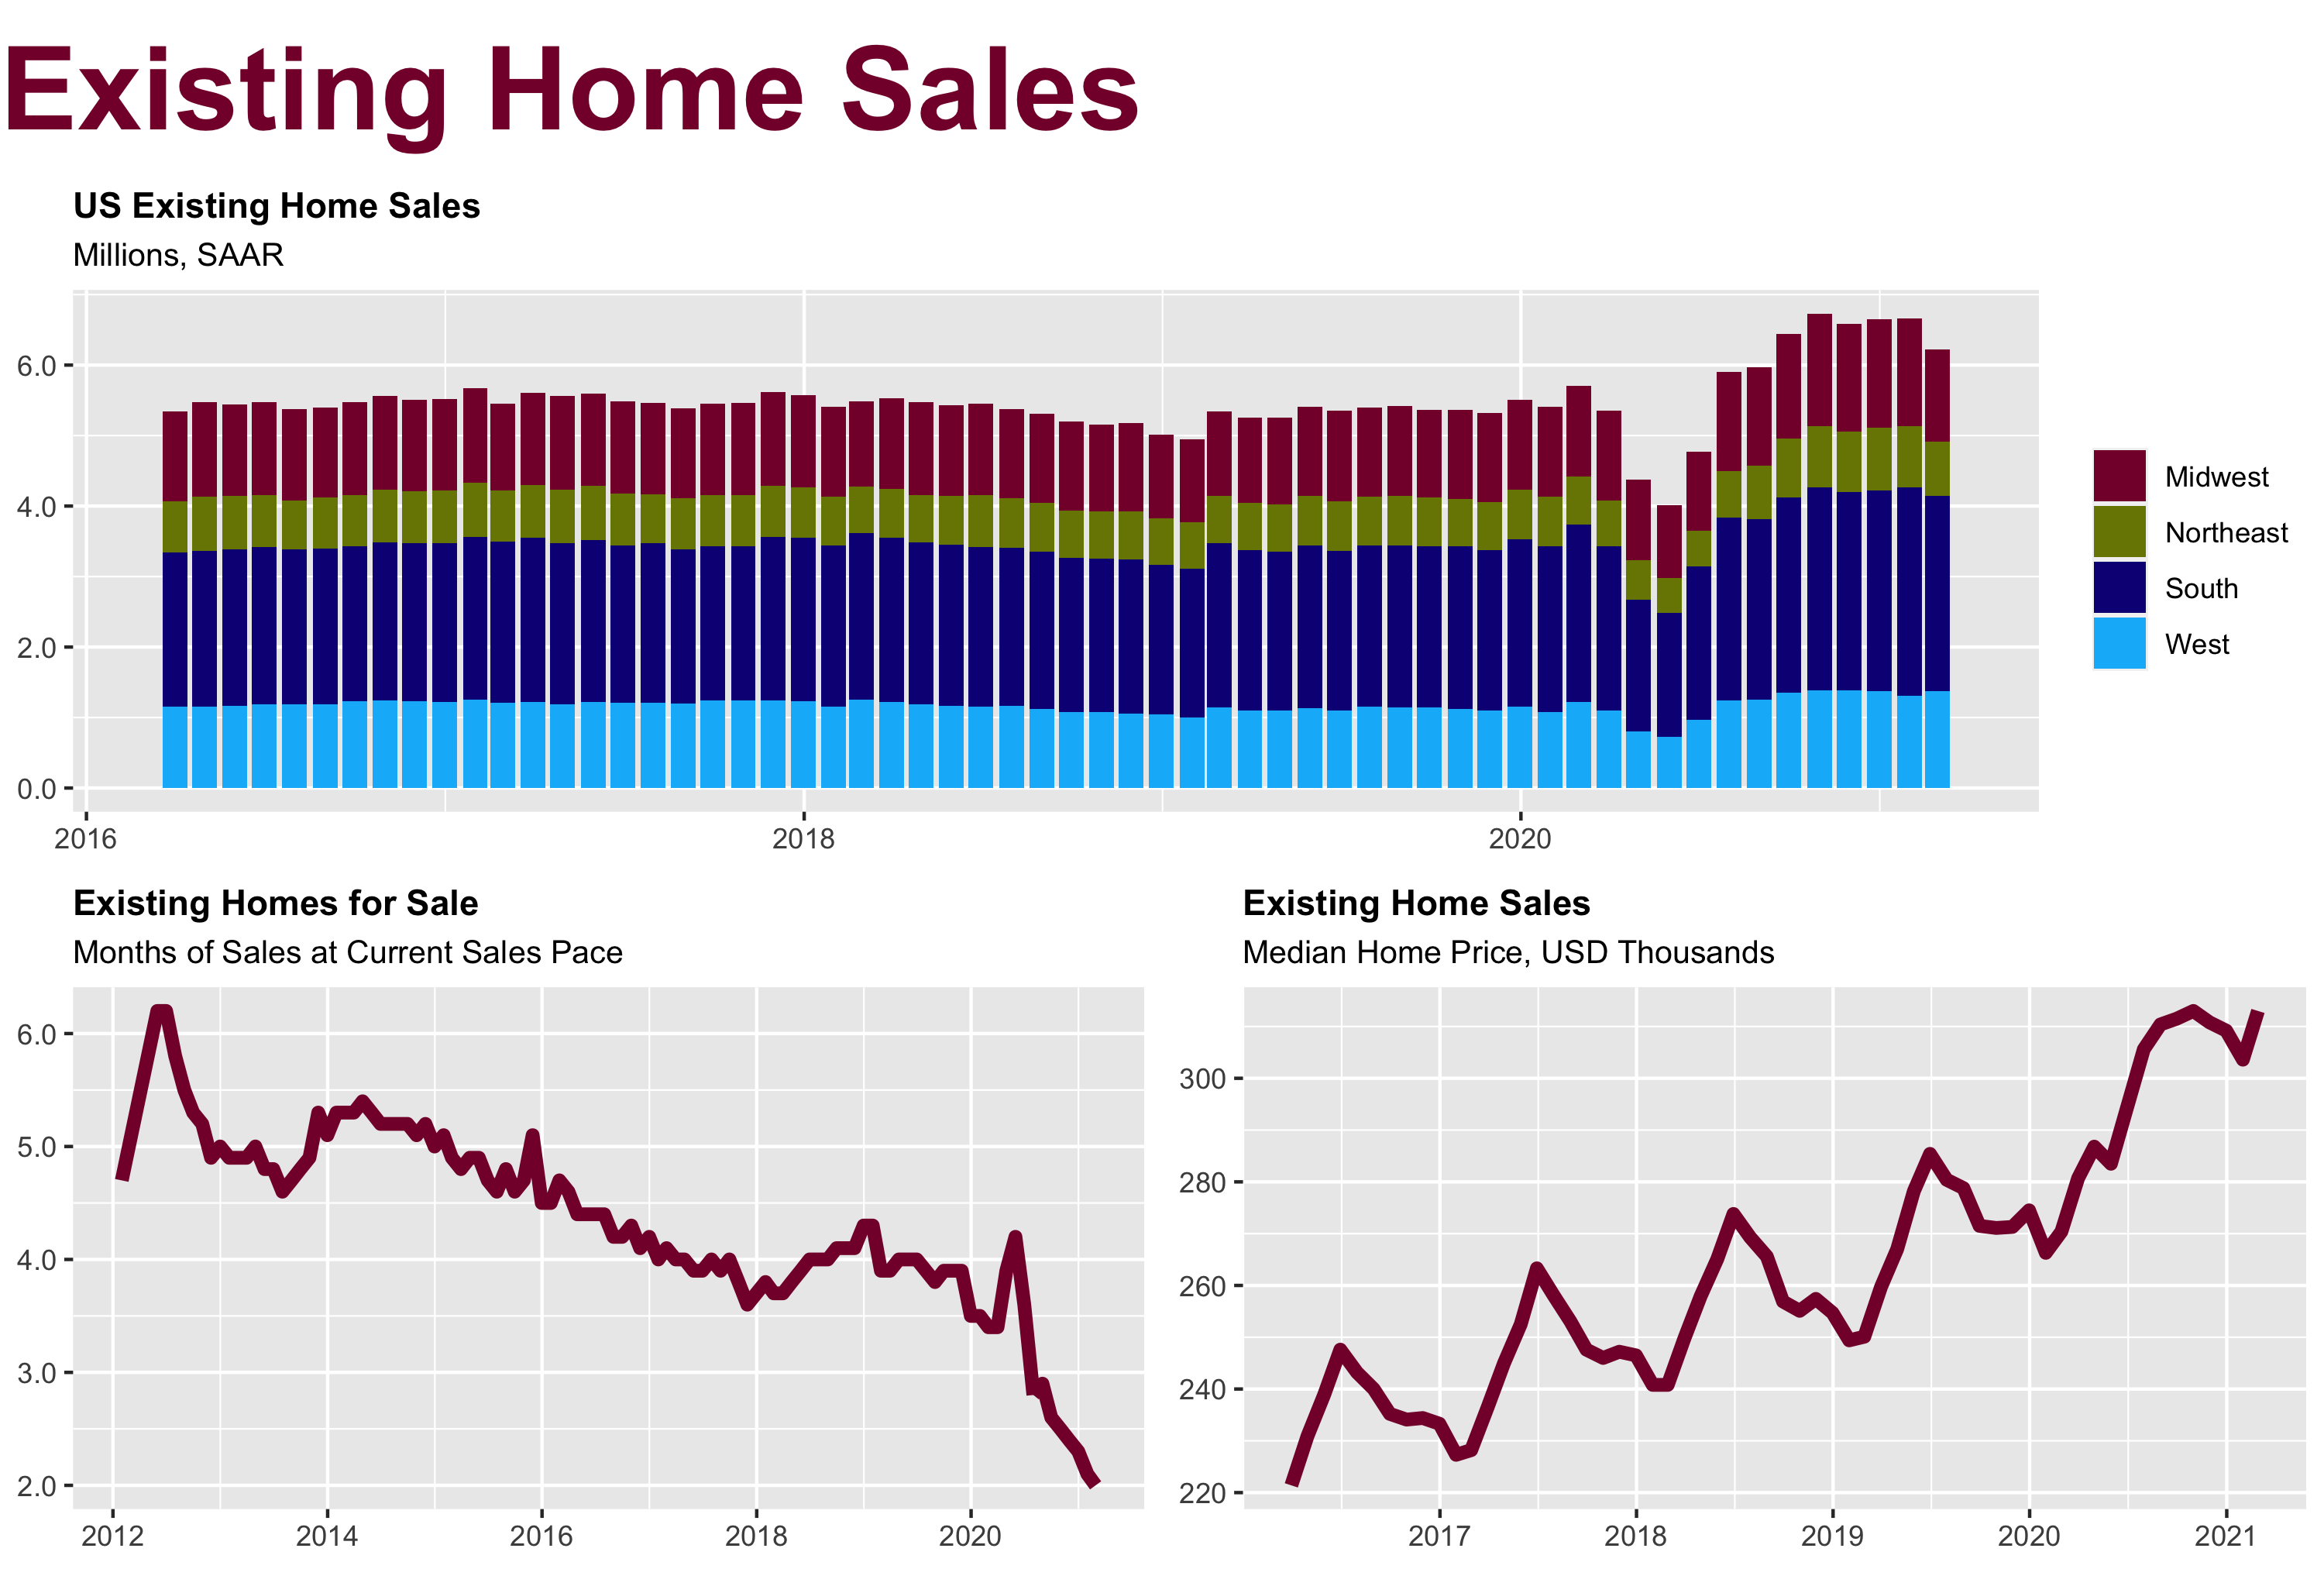 Existing Home Sales
US Existing Home Sales
Millions, SAAR
6.0
4.0
2.0
0.0
2016 2018 2020
Midwest
Northeast
South
West
Existing Homes for Sale
Months of Sales at Current Sales Pace
6.0
5.0
4.0
3.0
2.0
2012 2014 2016 2018 2020
Existing Home Sales
Median Home Price, USD Thousands
300
280
260
240
220
2017 2018 2019 2020 2021